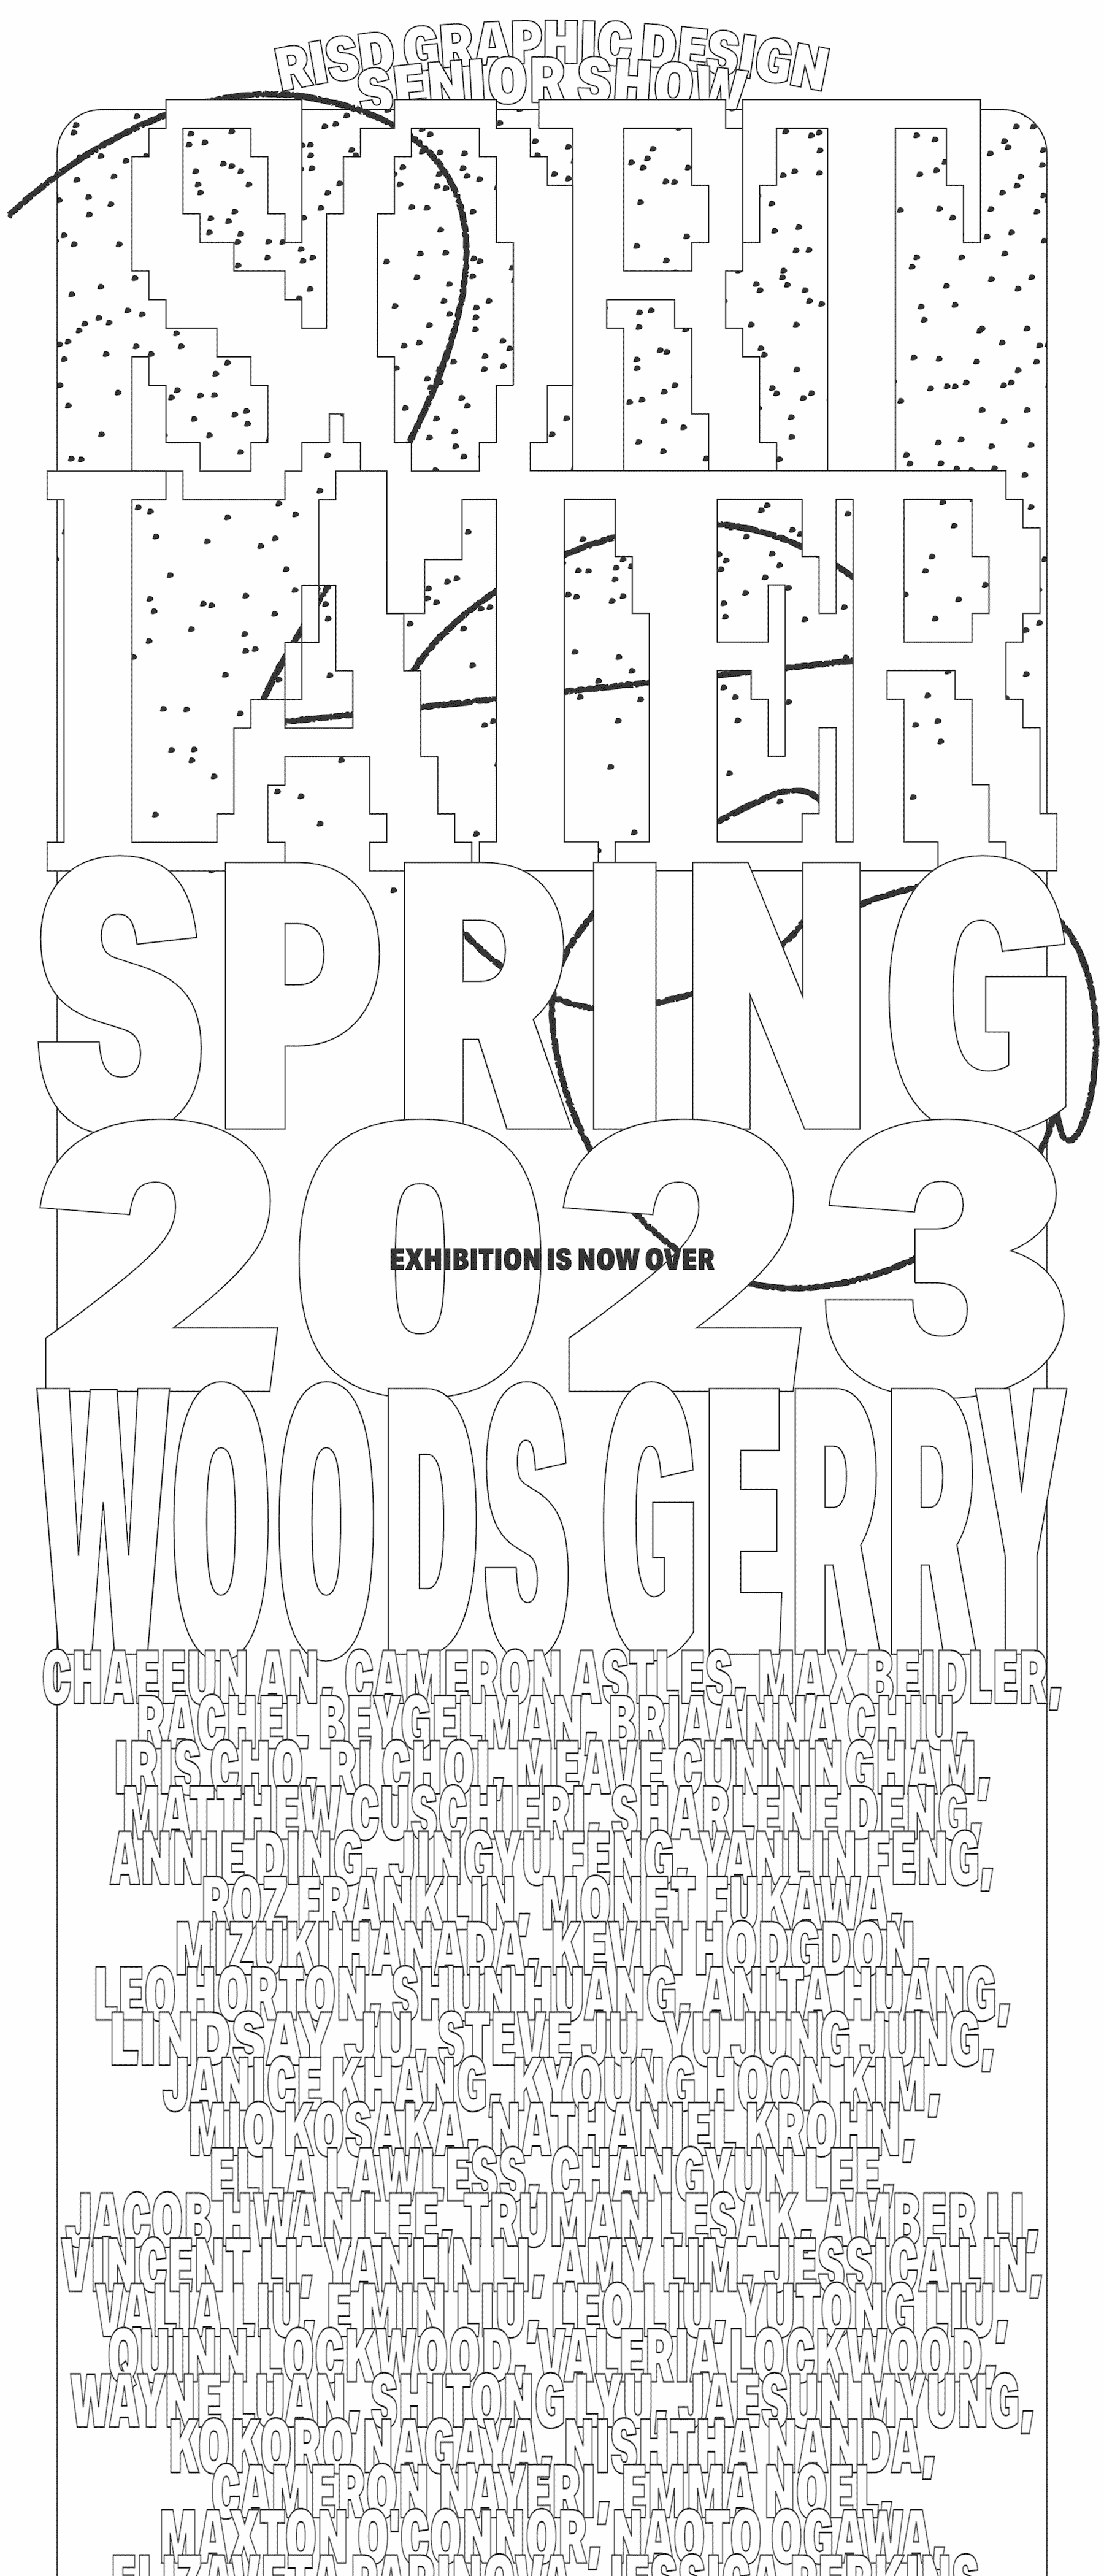 RISD GRAPHIC DESIGN
SENIOR SHOW
SORT
LATER
SPRING
2023
EXHIBITION IS NOW OVER
WOODS GERRY
CHAEEUN AN, CAMERON ASTLES, MAX BEIDLER,
RACHEL BEYGELMAN, BRIAANNA CHIU,
IRIS CHO, RI CHOI, MEAVE CUNNINGHAM,
MATTHEW CUSCHIERI, SHARLENE DENG,
ANNIE DING, JINGYU FENG, YANLIN FENG,
ROZ FRANKLIN, MONET FUKAWA,
MIZUKI HANADA, KEVIN HODGDON,
LEO HORTON, SHUN HUANG, ANITA HUANG,
LINDSAY JU, STEVE JU, YU JUNG JUNG,
JANICE KHANG, KYOUNG HOON KIM,
MIO KOSAKA, NATHANIEL KROHN,
ELLA LAWLESS, CHANGYUN LEE,
JACOB HWAN LEE, TRUMAN LESAK, AMBER LI,
VINCENT LI, YANLIN LI, AMY LIM, JESSICA LIN,
VALIA LIU, EMIN LIU, LEO LIU, YUTONG LIU,
QUINN LOCKWOOD, VALERIA LOCKWOOD,
WAYNE LUAN, SHITONG LYU, JAESUN MYUNG,
KOKORO NAGAYA, NISHTHA NANDA,
CAMERON NAYERI, EMMA NOEL,
MAXTON O'CONNOR, NAOTO OGAWA,
ELIZAVETA PAPINOVA, JESSICA PERKINS,